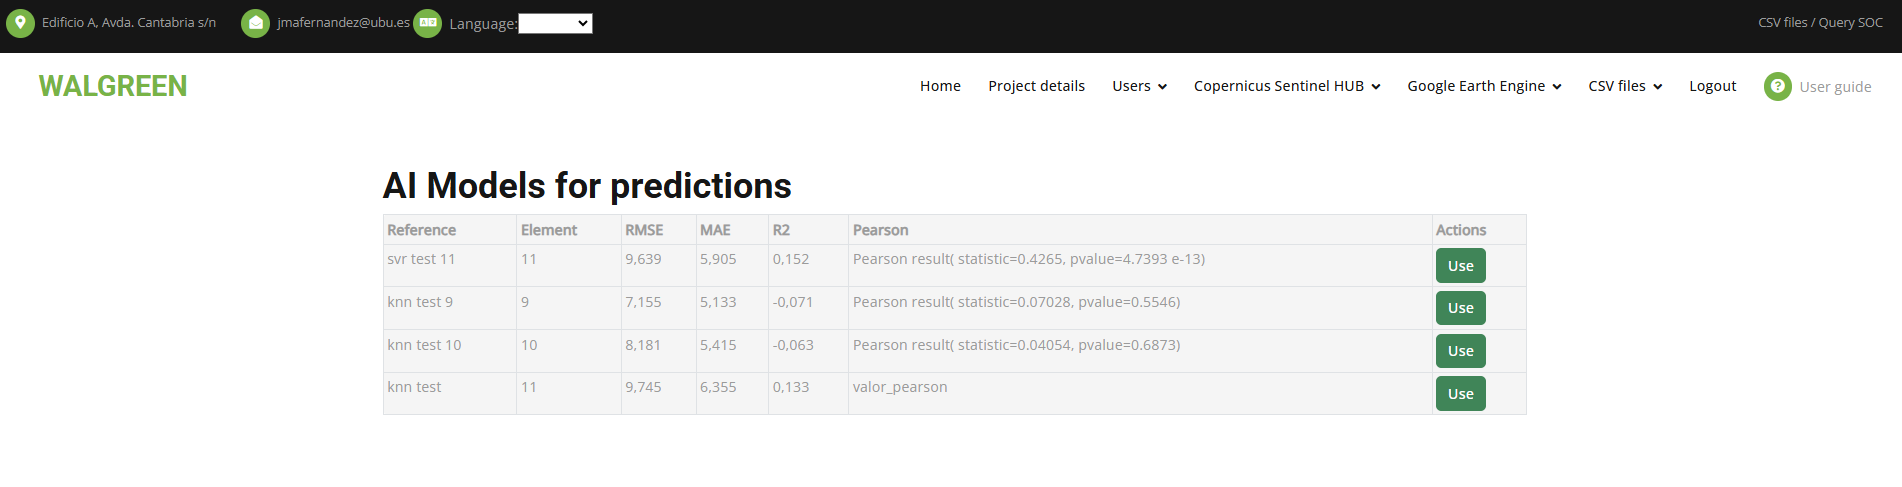 Edificio A, Avda. Cantabria s/n jmafernandez@ubu.es Language: CSV files / Query SOC
WALGREEN Home Project details Users Copernicus Sentinel HUB Google Earth Engine CSV files Logout User guide
AI Models for predictions
Reference Element RMSE MAE R2 Pearson Actions
svr test 11 11 9,639 5,905 0,152 Pearson result( statistic=0.4265, pvalue=4.7393 e-13) Use
knn test 9 9 7,155 5,133 -0,071 Pearson result( statistic=0.07028, pvalue=0.5546) Use
knn test 10 10 8,181 5,415 -0,063 Pearson result( statistic=0.04054, pvalue=0.6873) Use
knn test 11 9,745 6,355 0,133 valor_pearson Use